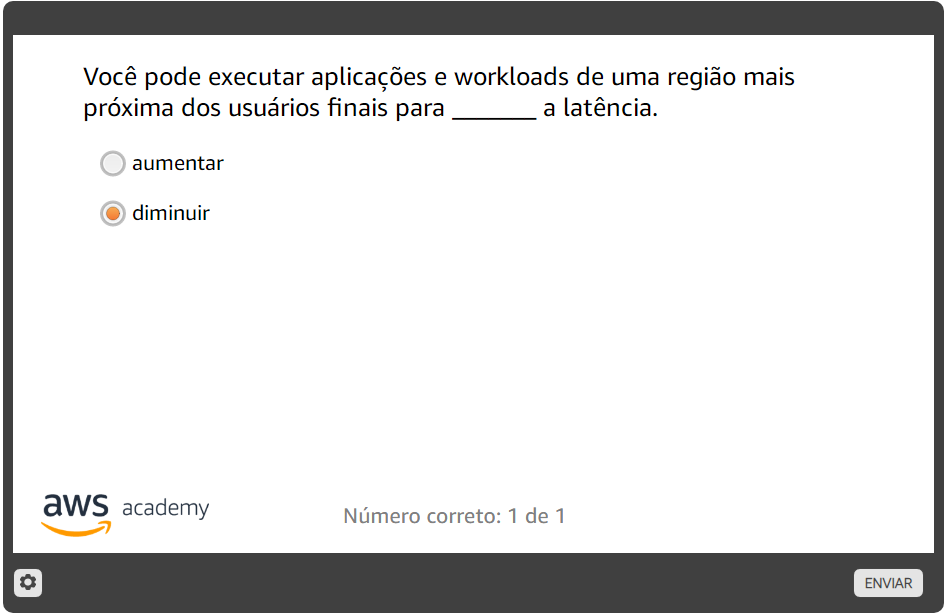 Você pode executar aplicações e workloads de uma região mais
próxima dos usuários finais para _______ a latência.
aumentar
diminuir
aws academy
Número correto: 1 de 1
ENVIAR